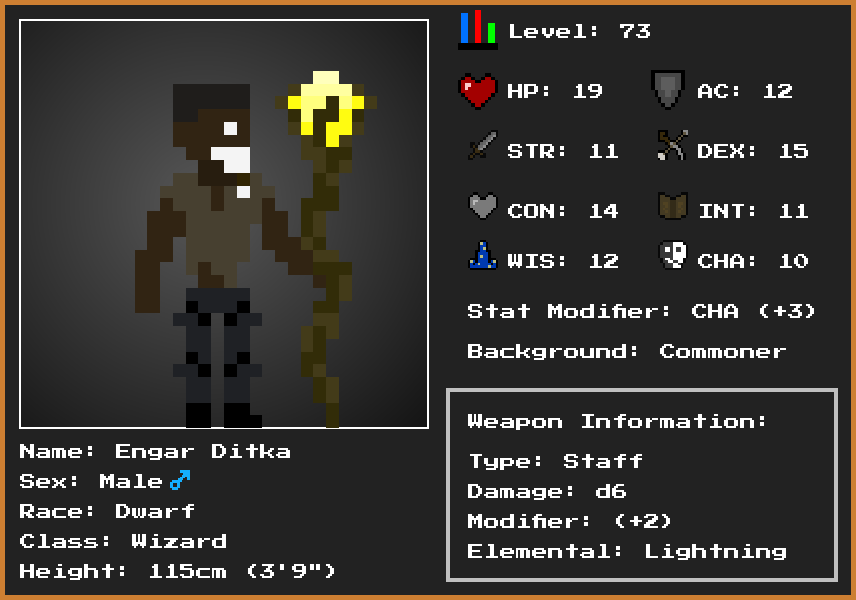 Level: 73
HP: 19 AC: 12
STR: 11 DEX: 15
CON: 14 INT: 11
WIS: 12 CHA: 10
Stat Modifier: CHA (+3)
Background: Commoner
Weapon Information:
Type: Staff
Damage: d6
Modifier: (+2)
Elemental: Lightning
Name: Engar Ditka
Sex: Male♂
Race: Dwarf
Class: Wizard
Height: 115cm (3'9")